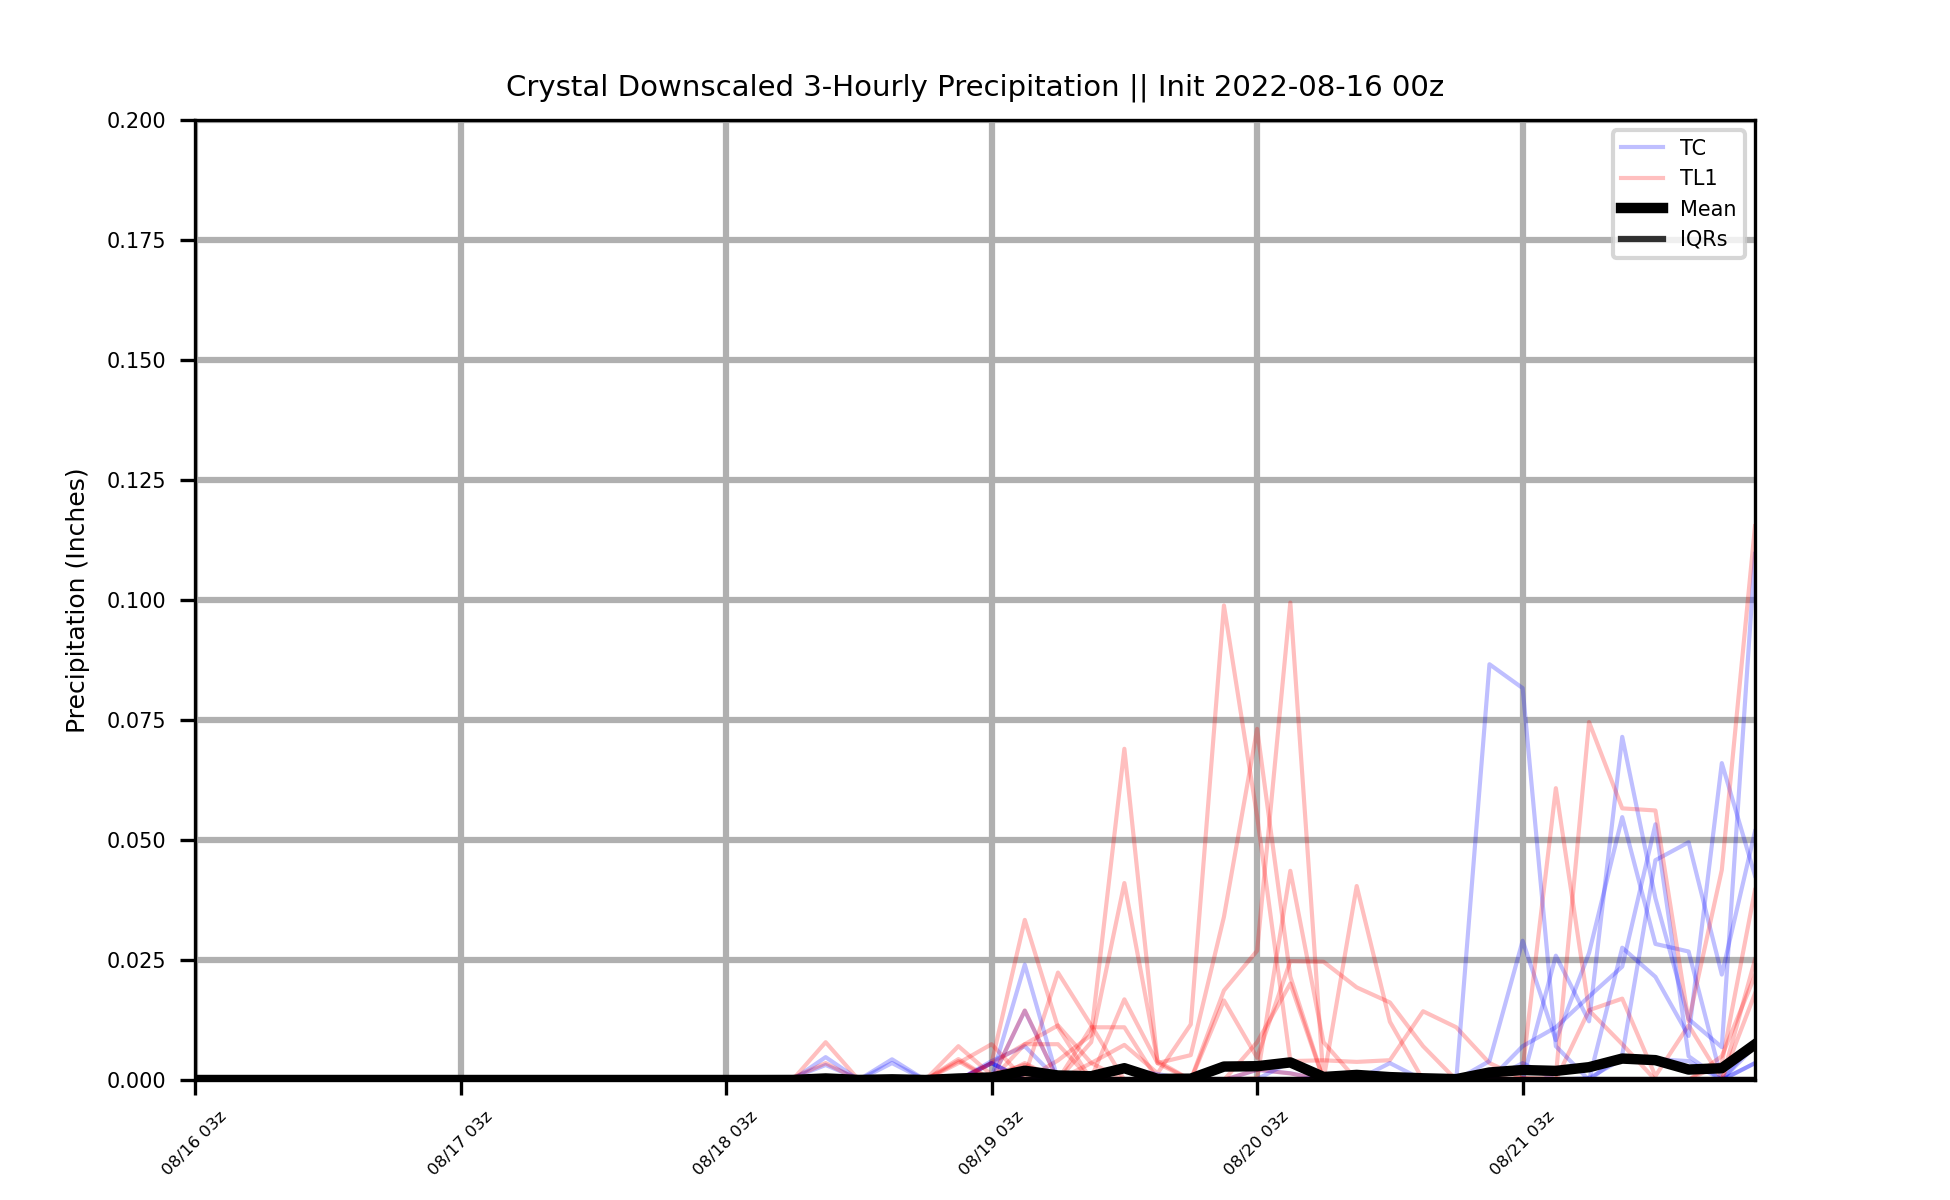 Crystal Downscaled 3-Hourly Precipitation || Init 2022-08-16 00z
0.200
0.175
0.150
0.125
0.100
0.075
0.050
0.025
0.000
Precipitation (Inches)
TC
TL1
Mean
IQRs
08/16 03z
08/17 03z
08/18 03z
08/19 03z
08/20 03z
08/21 03z